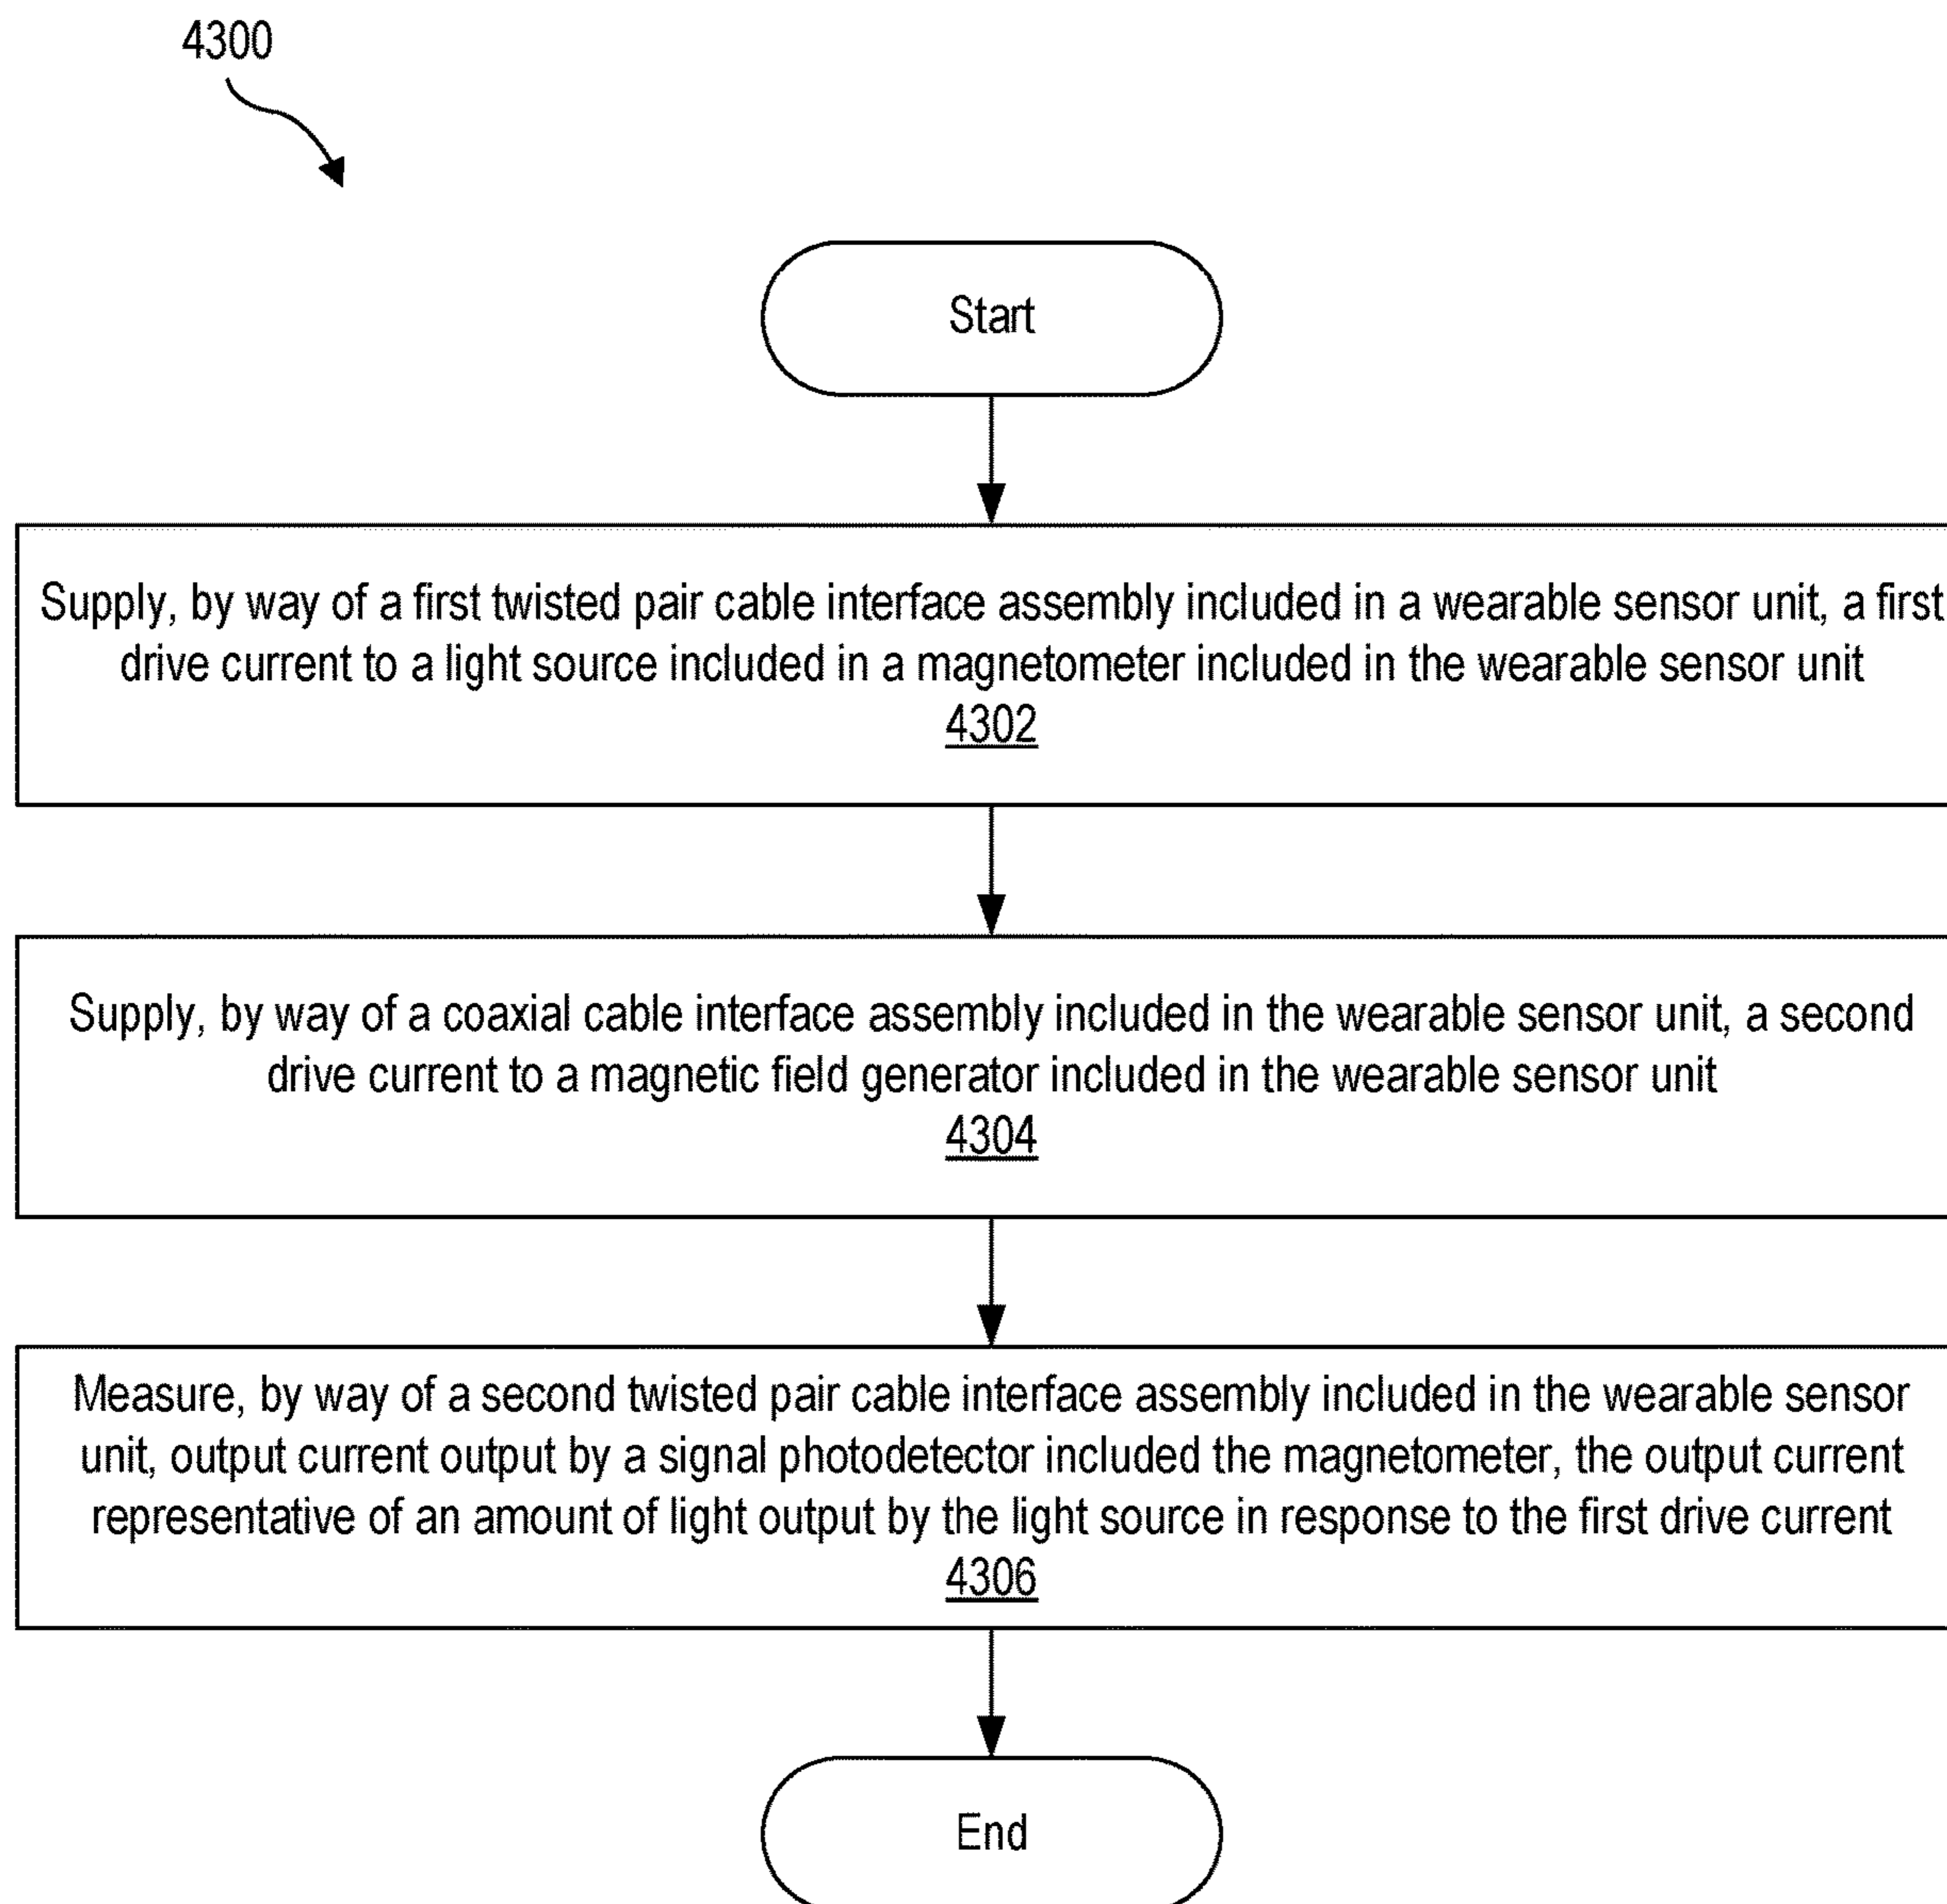 4300
Start
Supply, by way of a first twisted pair cable interface assembly included in a wearable sensor unit, a first
drive current to a light source included in a magnetometer included in the wearable sensor unit
4302
Supply, by way of a coaxial cable interface assembly included in the wearable sensor unit, a second
drive current to a magnetic field generator included in the wearable sensor unit
4304
Measure, by way of a second twisted pair cable interface assembly included in the wearable sensor
unit, output current output by a signal photodetector included the magnetometer, the output current
representative of an amount of light output by the light source in response to the first drive current
4306
End